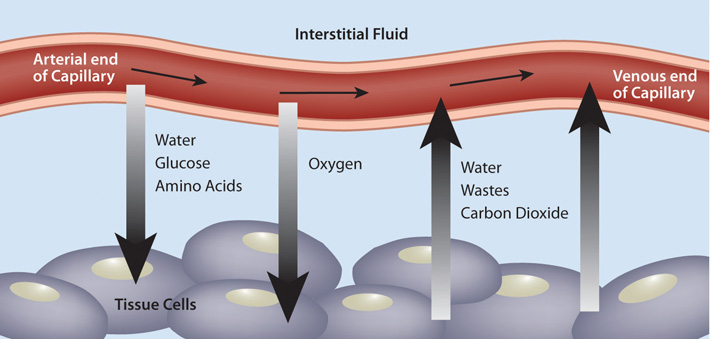 Interstitial Fluid
Arterial end
of Capillary
Venous end
of Capillary
Water
Glucose
Amino Acids
Oxygen
Water
Wastes
Carbon Dioxide
Tissue Cells